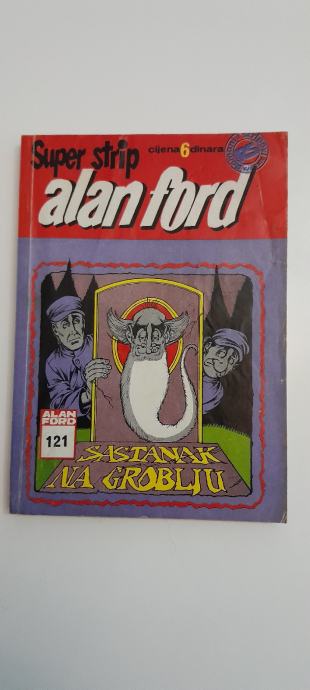 Super strip
cijena 6 dinara
alan ford
ALAN
FORD
121
SASTANAK
NA GROBLJU